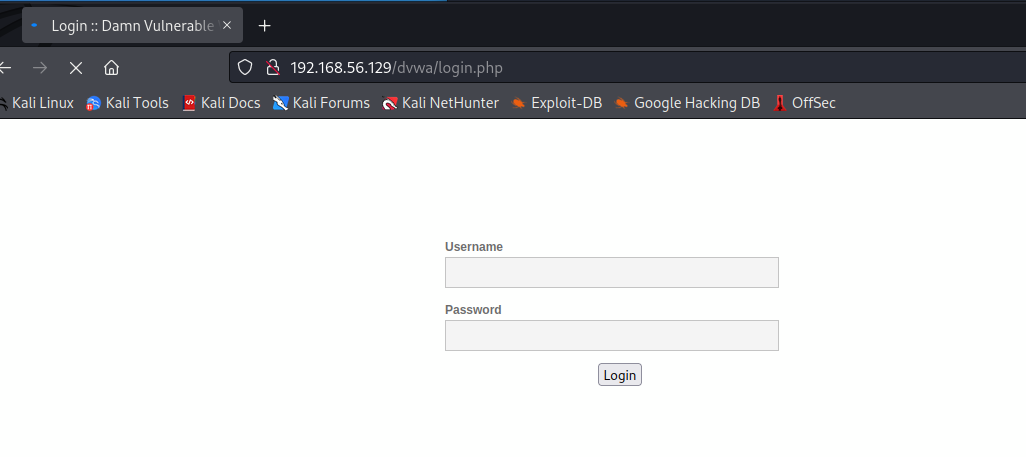 Login :: Damn Vulnerable
192.168.56.129/dvwa/login.php
Kali Linux Kali Tools Kali Docs Kali Forums Kali NetHunter Exploit-DB Google Hacking DB OffSec
Username
Password
Login